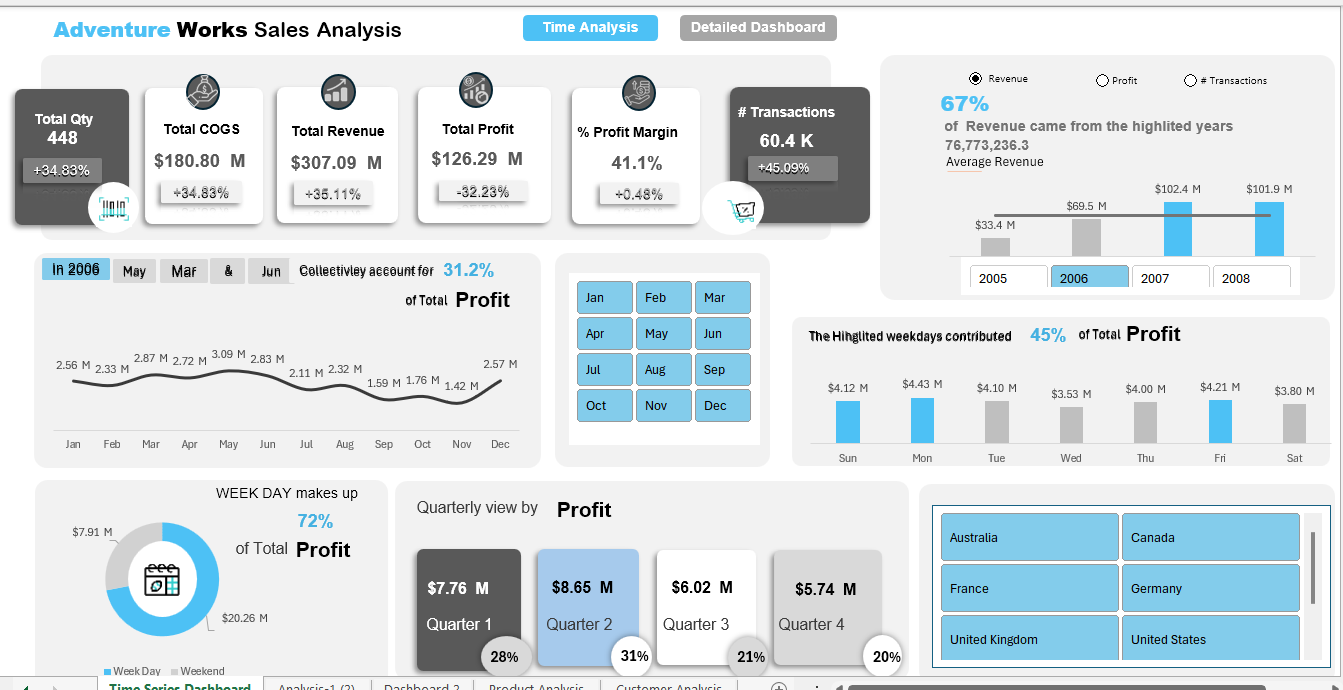 Adventure Works Sales Analysis
Time Analysis
Detailed Dashboard
Total Qty
448
+34.83%
Total COGS
$180.80 M
+34.83%
Total Revenue
$307.09 M
+35.11%
Total Profit
$126.29 M
-32.23%
% Profit Margin
41.1%
+0.48%
# Transactions
60.4 K
+45.09%
Revenue
Profit
# Transactions
67%
of Revenue came from the highlited years
76,773,236.3
Average Revenue
$33.4 M
$69.5 M
$102.4 M
$101.9 M
2005
2006
2007
2008
In 2006
May
Mar
&
Jun
Collectivley account for 31.2%
of Total Profit
2.56 M
2.33 M
2.87 M
2.72 M
3.09 M
2.83 M
2.11 M
2.32 M
1.59 M
1.76 M
1.42 M
2.57 M
Jan
Feb
Mar
Apr
May
Jun
Jul
Aug
Sep
Oct
Nov
Dec
Jan
Feb
Mar
Apr
May
Jun
Jul
Aug
Sep
Oct
Nov
Dec
The Hihglited weekdays contributed 45% of Total Profit
$4.12 M
$4.43 M
$4.10 M
$3.53 M
$4.00 M
$4.21 M
$3.80 M
Sun
Mon
Tue
Wed
Thu
Fri
Sat
WEEK DAY makes up
72%
of Total Profit
$7.91 M
$20.26 M
Week Day
Weekend
Quarterly view by Profit
$7.76 M
Quarter 1
28%
$8.65 M
Quarter 2
31%
$6.02 M
Quarter 3
21%
$5.74 M
Quarter 4
20%
Australia
Canada
France
Germany
United Kingdom
United States
Time Series Dashboard
Analysis-1 (2)
Dashboard 2
Product Analysis
Customer Analysis